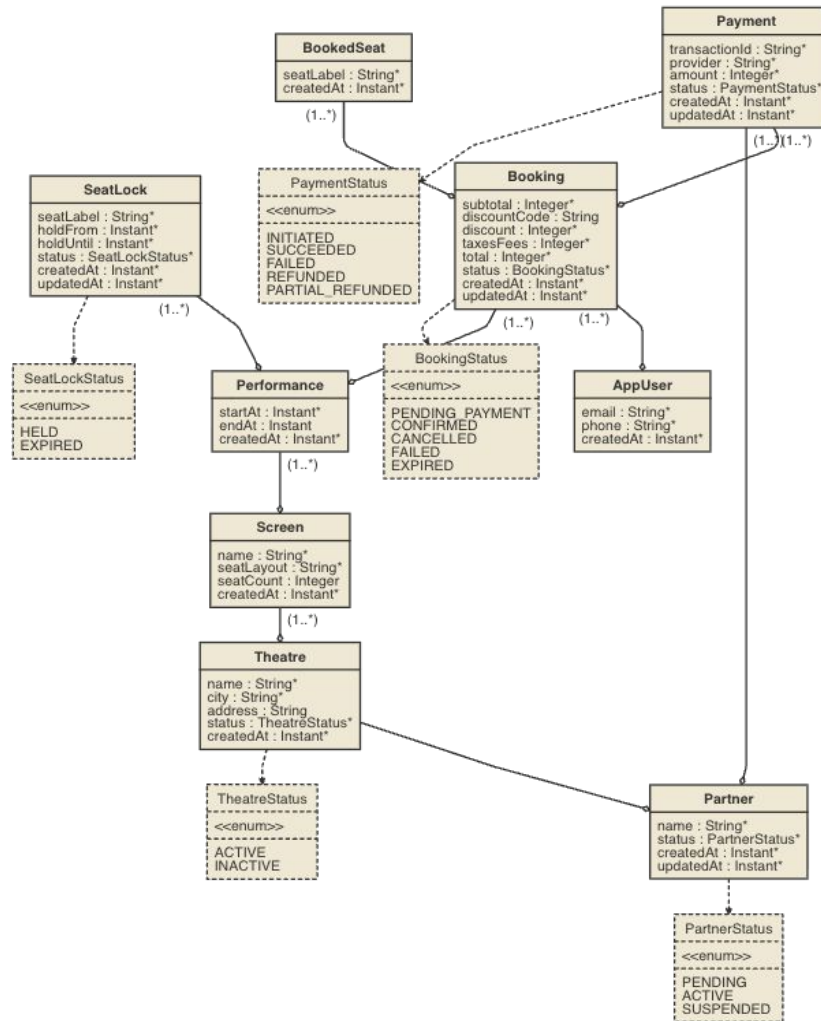 Payment
transactionId : String*
provider : String*
amount : Integer*
status : PaymentStatus*
createdAt : Instant*
updatedAt : Instant*
BookedSeat
seatLabel : String*
createdAt : Instant*
(1..*)
(1..*)
(1..*)
PaymentStatus
<<enum>>
INITIATED
SUCCEEDED
FAILED
REFUNDED
PARTIAL_REFUNDED
Booking
subtotal : Integer*
discountCode : String
discount : Integer*
taxesFees : Integer*
total : Integer*
status : BookingStatus*
createdAt : Instant*
updatedAt : Instant*
SeatLock
seatLabel : String*
holdFrom : Instant*
holdUntil : Instant*
status : SeatLockStatus*
createdAt : Instant*
updatedAt : Instant*
(1..*)
(1..*)
(1..*)
SeatLockStatus
<<enum>>
HELD
EXPIRED
Performance
startAt : Instant*
endAt : Instant
createdAt : Instant*
BookingStatus
<<enum>>
PENDING_PAYMENT
CONFIRMED
CANCELLED
FAILED
EXPIRED
AppUser
email : String*
phone : String*
createdAt : Instant*
(1..*)
Screen
name : String*
seatLayout : String*
seatCount : Integer
createdAt : Instant*
(1..*)
Theatre
name : String*
city : String*
address : String
status : TheatreStatus*
createdAt : Instant*
TheatreStatus
<<enum>>
ACTIVE
INACTIVE
Partner
name : String*
status : PartnerStatus*
createdAt : Instant*
updatedAt : Instant*
PartnerStatus
<<enum>>
PENDING
ACTIVE
SUSPENDED